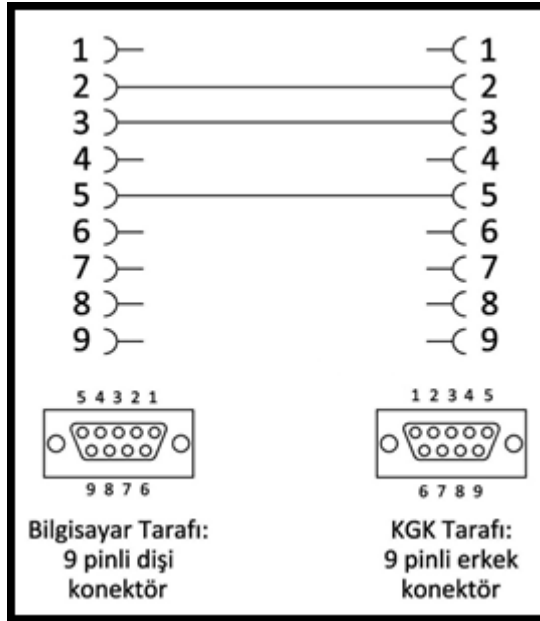 1 1
2 2
3 3
4 4
5 5
6 6
7 7
8 8
9 9
5 4 3 2 1
1 2 3 4 5
9 8 7 6
6 7 8 9
Bilgisayar Tarafı:
9 pinli dişi
konektör
KGK Tarafı:
9 pinli erkek
konektör